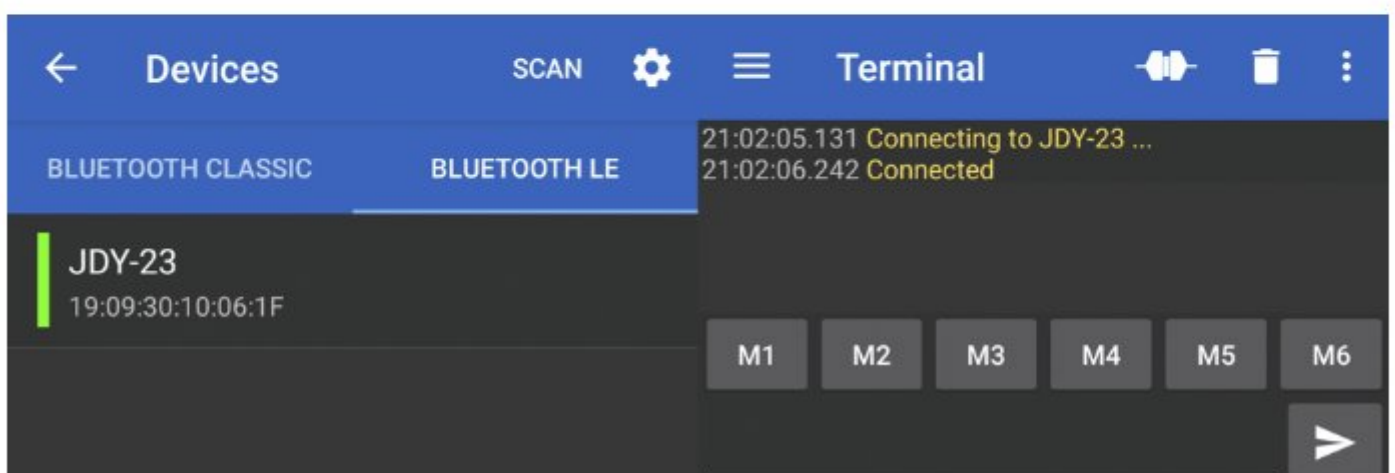 Devices SCAN
BLUETOOTH CLASSIC BLUETOOTH LE
JDY-23
19:09:30:10:06:1F
Terminal
21:02:05.131 Connecting to JDY-23 ...
21:02:06.242 Connected
M1 M2 M3 M4 M5 M6